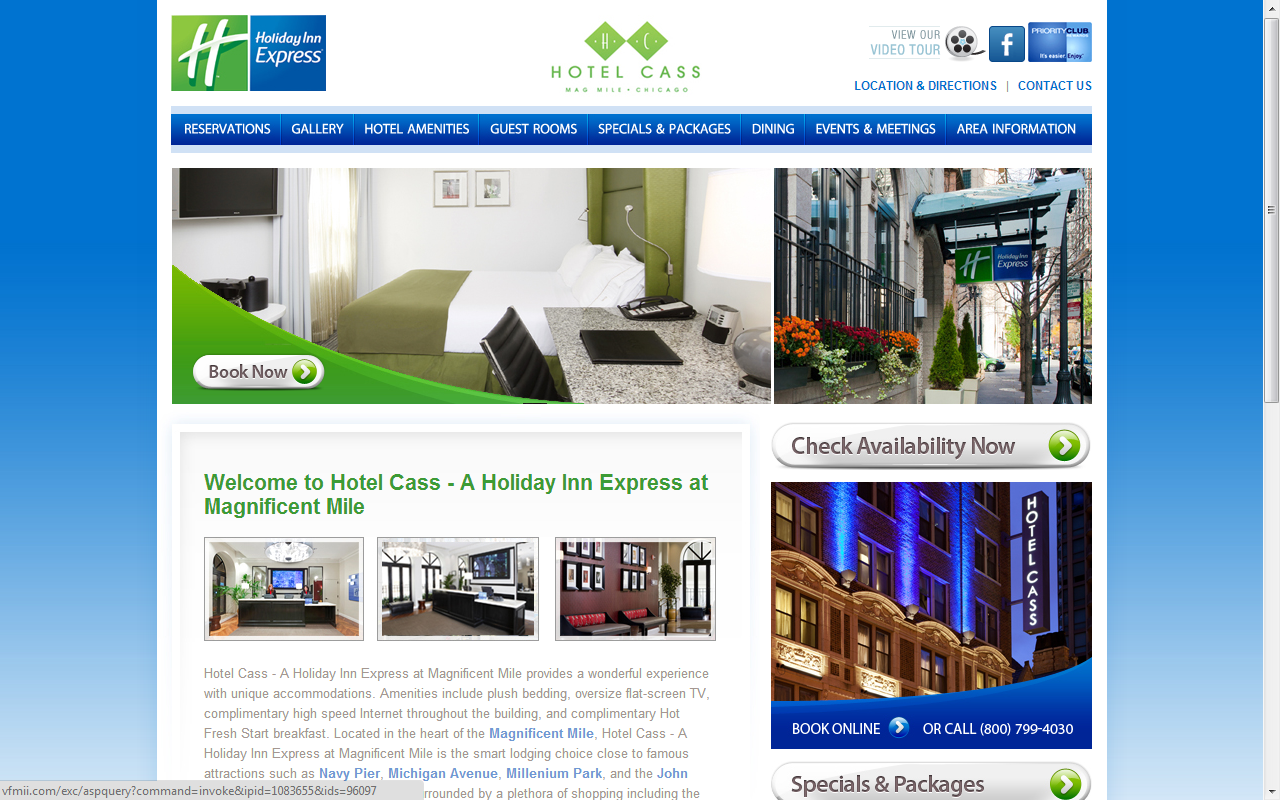 Holiday Inn
Express
H C
HOTEL CASS
MAG MILE • CHICAGO
VIEW OUR
VIDEO TOUR
f
PRIORITYCLUB
It's easier. Enjoy.
LOCATION & DIRECTIONS | CONTACT US
RESERVATIONS GALLERY HOTEL AMENITIES GUEST ROOMS SPECIALS & PACKAGES DINING EVENTS & MEETINGS AREA INFORMATION
Holiday Inn
Express
Book Now
Check Availability Now
Welcome to Hotel Cass - A Holiday Inn Express at
Magnificent Mile
HOTEL CASS
Hotel Cass - A Holiday Inn Express at Magnificent Mile provides a wonderful experience
with unique accommodations. Amenities include plush bedding, oversize flat-screen TV,
complimentary high speed Internet throughout the building, and complimentary Hot
Fresh Start breakfast. Located in the heart of the Magnificent Mile, Hotel Cass - A
Holiday Inn Express at Magnificent Mile is the smart lodging choice close to famous
attractions such as Navy Pier, Michigan Avenue, Millenium Park, and the John
rrounded by a plethora of shopping including the
BOOK ONLINE OR CALL (800) 799-4030
Specials & Packages
vfmii.com/exc/aspquery?command=invoke&ipid=1083655&ids=96097